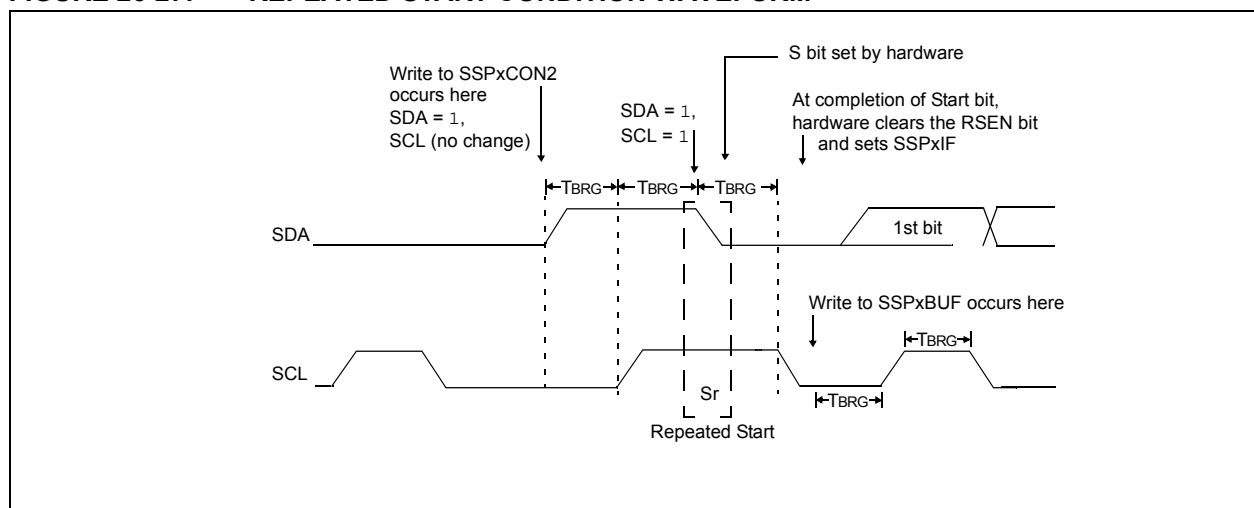 S bit set by hardware
Write to SSPxCON2
occurs here
SDA = 1,
SCL (no change)
SDA = 1,
SCL = 1
At completion of Start bit,
hardware clears the RSEN bit
and sets SSPxIF
TBRG TBRG TBRG
SDA
1st bit
Write to SSPxBUF occurs here
TBRG
SCL
Sr
TBRG
Repeated Start